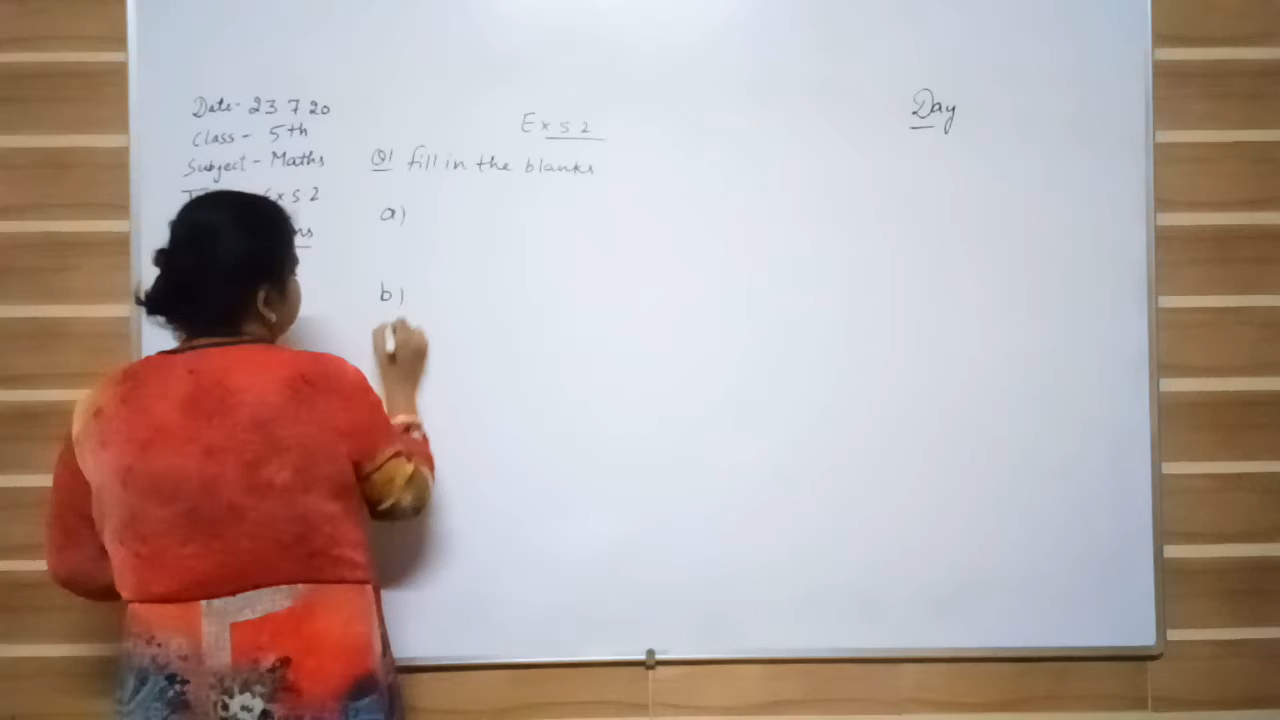 Date- 23 7 20
Class - 5th
Subject - Maths
Ex 5 2
Ex 5 2
Day
Q1 fill in the blanks
a)
b)